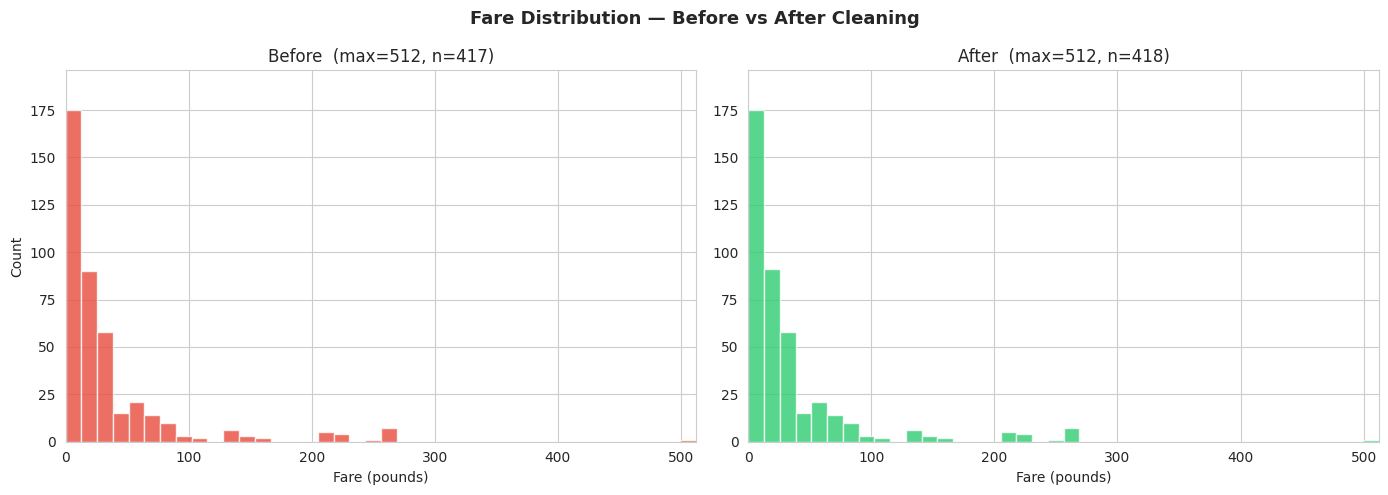 Fare Distribution — Before vs After Cleaning
Before  (max=512, n=417)
After  (max=512, n=418)
Count
175
150
125
100
75
50
25
0
0 100 200 300 400 500
Fare (pounds)
175
150
125
100
75
50
25
0
0 100 200 300 400 500
Fare (pounds)